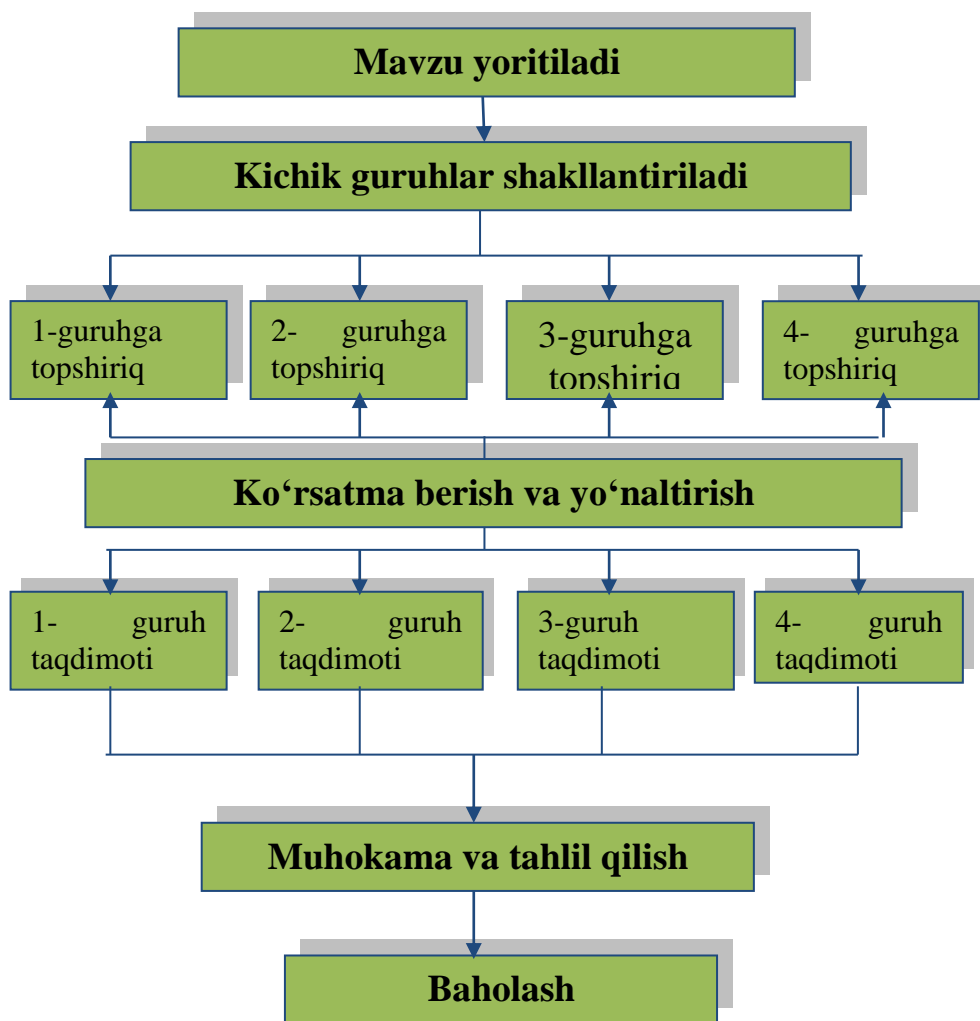 Mavzu yoritiladi
Kichik guruhlar shakllantiriladi
1-guruhga
topshiriq
2- guruhga
topshiriq
3-guruhga
topshiriq
4- guruhga
topshiriq
Ko‘rsatma berish va yo‘naltirish
1- guruh
taqdimoti
2- guruh
taqdimoti
3-guruh
taqdimoti
4- guruh
taqdimoti
Muhokama va tahlil qilish
Baholash